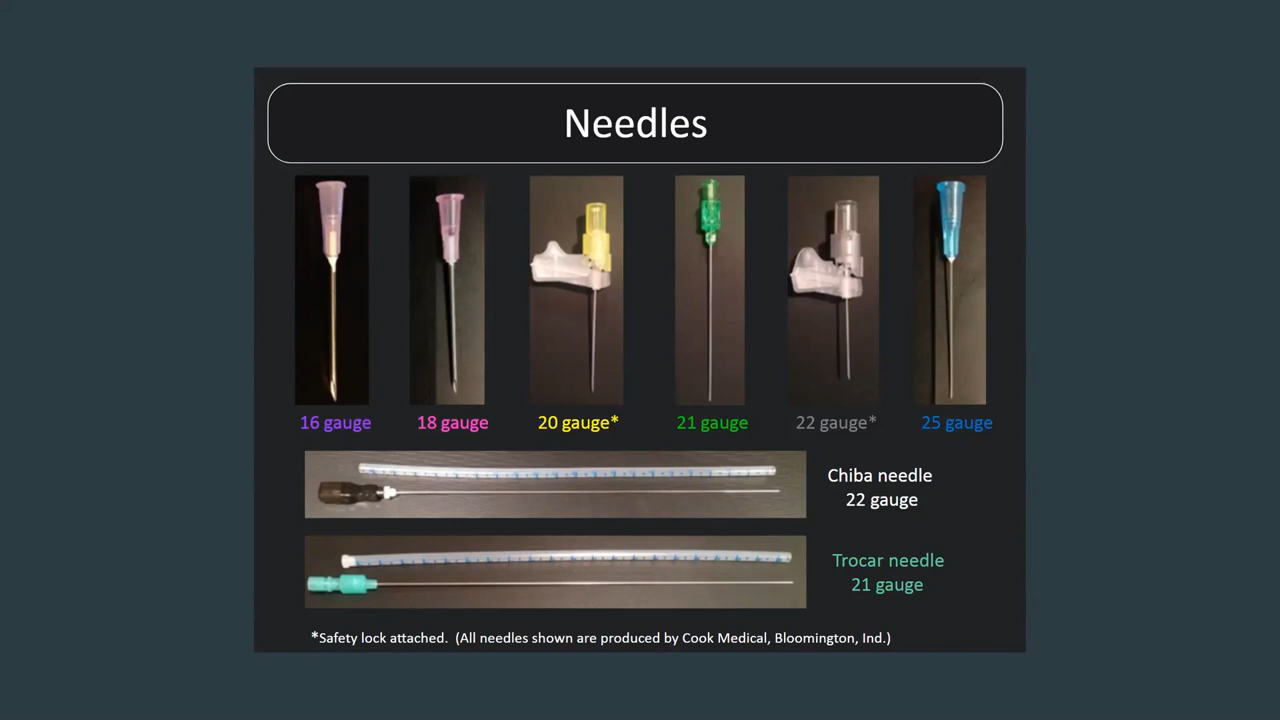 Needles
16 gauge
18 gauge
20 gauge*
21 gauge
22 gauge*
25 gauge
Chiba needle
22 gauge
Trocar needle
21 gauge
*Safety lock attached.  (All needles shown are produced by Cook Medical, Bloomington, Ind.)